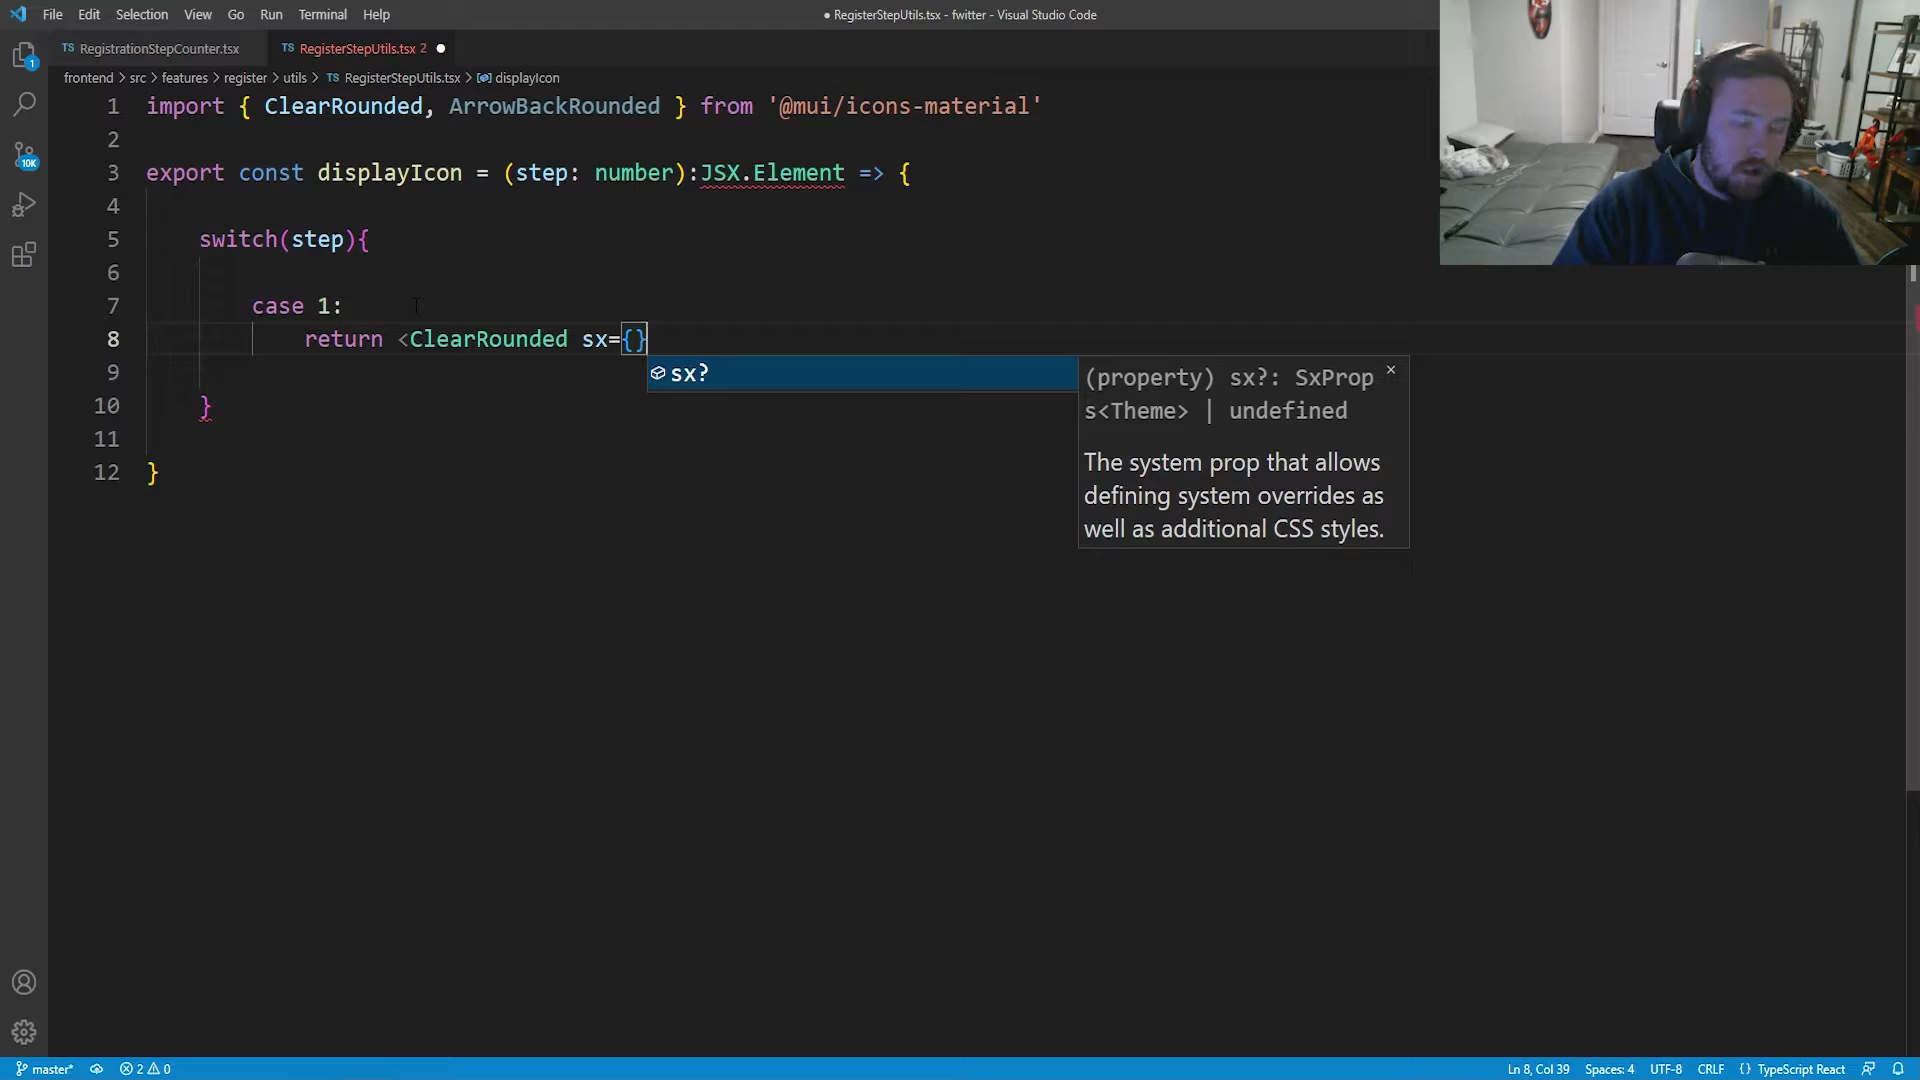 File Edit Selection View Go Run Terminal Help
● RegisterStepUtils.tsx - fwitter - Visual Studio Code
TS RegistrationStepCounter.tsx
TS RegisterStepUtils.tsx 2 ●
frontend > src > features > register > utils > TS RegisterStepUtils.tsx > displayIcon
1 import { ClearRounded, ArrowBackRounded } from '@mui/icons-material'
2
3 export const displayIcon = (step: number):JSX.Element => {
4
5 switch(step){
6
7 case 1:
8 return <ClearRounded sx={}
9
10 }
11
12 }
sx?
(property) sx?: SxProp
s<Theme> | undefined
The system prop that allows
defining system overrides as
well as additional CSS styles.
1
10K
master* 2 0
Ln 8, Col 39 Spaces: 4 UTF-8 CRLF {} TypeScript React